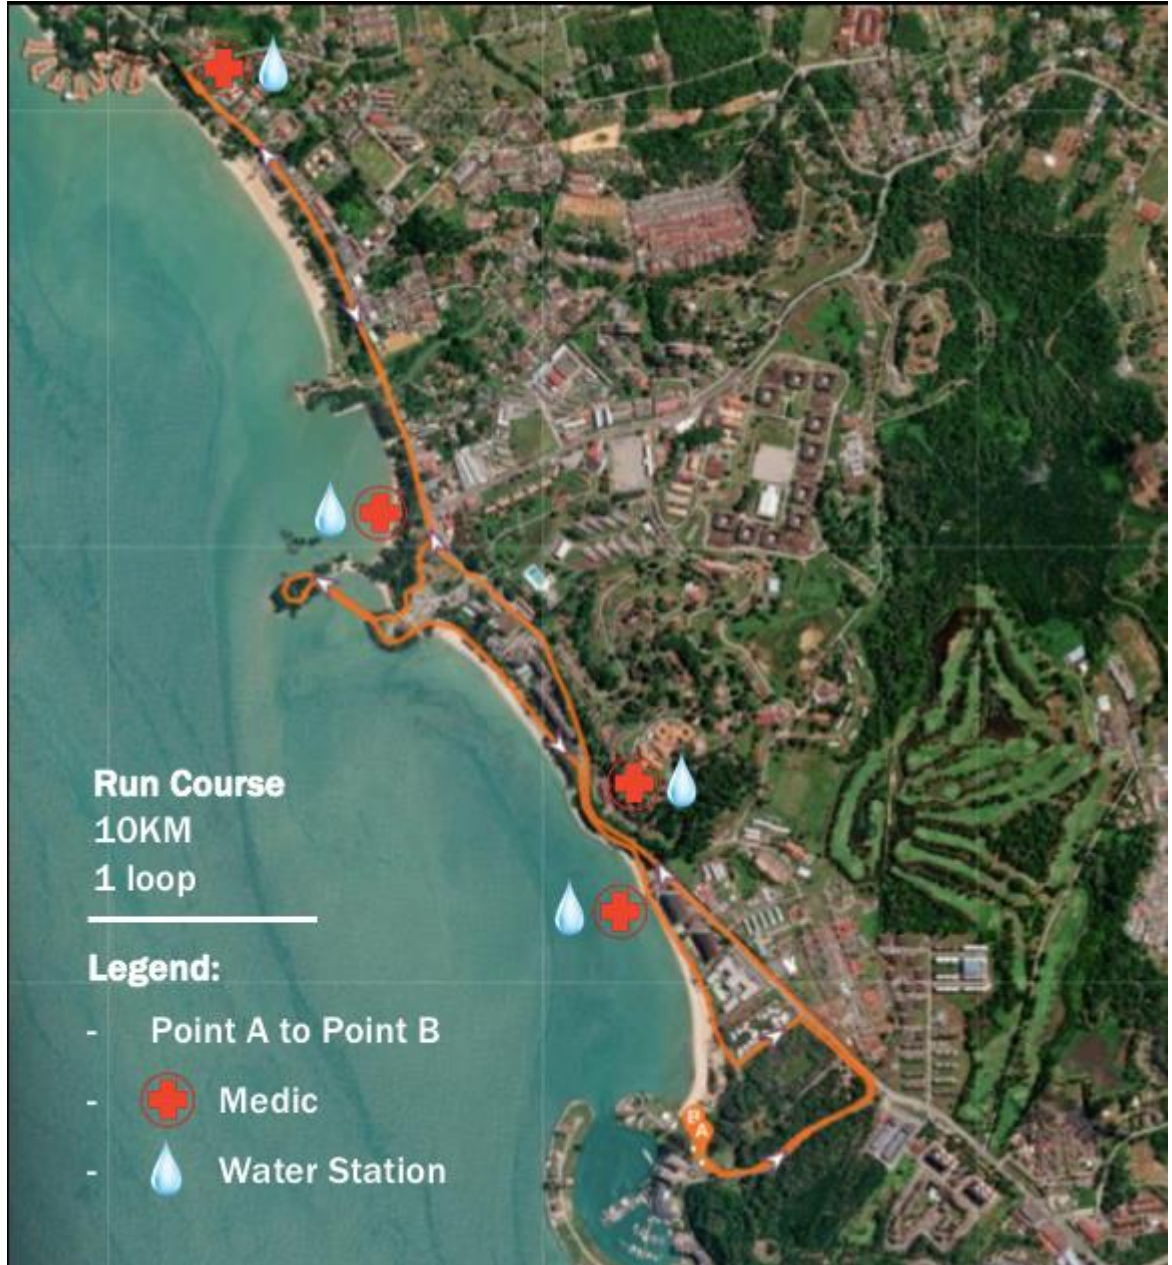 Run Course
10KM
1 loop
Legend:
- Point A to Point B
- Medic
- Water Station
B
A